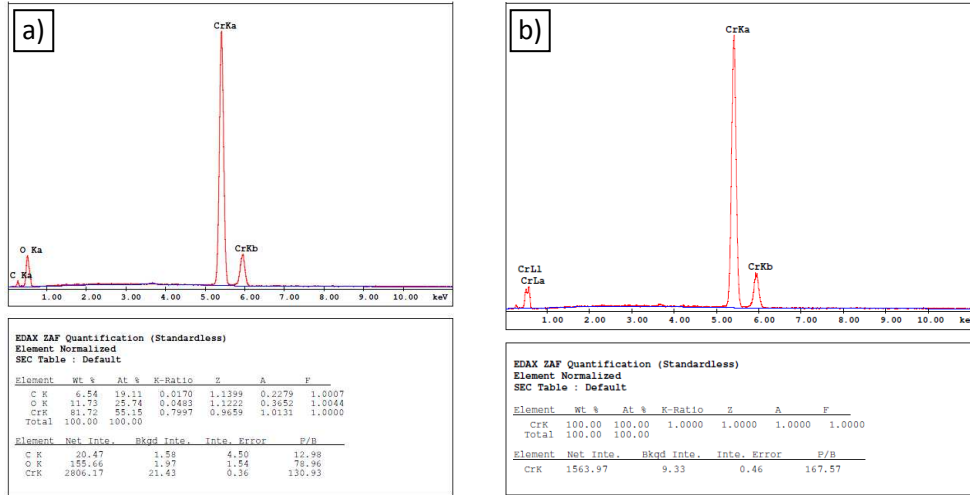 a)
CrKa
O Ka
CrKb
C Ka
1.00 2.00 3.00 4.00 5.00 6.00 7.00 8.00 9.00 10.00 keV
EDAX ZAF Quantification (Standardless)
Element Normalized
SEC Table : Default
Element Wt % At % K-Ratio Z A F
C K 6.54 19.11 0.0170 1.1399 0.2279 1.0007
O K 11.73 25.74 0.0483 1.1222 0.3652 1.0044
CrK 81.72 55.15 0.7997 0.9659 1.0131 1.0000
Total 100.00 100.00
Element Net Inte. Bkgd Inte. Inte. Error P/B
C K 20.47 1.58 4.50 12.98
O K 155.66 1.97 1.54 78.96
CrK 2806.17 21.43 0.36 130.93
b)
CrKa
CrLl
CrKb
CrLa
1.00 2.00 3.00 4.00 5.00 6.00 7.00 8.00 9.00 10.00 keV
EDAX ZAF Quantification (Standardless)
Element Normalized
SEC Table : Default
Element Wt % At % K-Ratio Z A F
CrK 100.00 100.00 1.0000 1.0000 1.0000 1.0000
Total 100.00 100.00
Element Net Inte. Bkgd Inte. Inte. Error P/B
CrK 1563.97 9.33 0.46 167.57